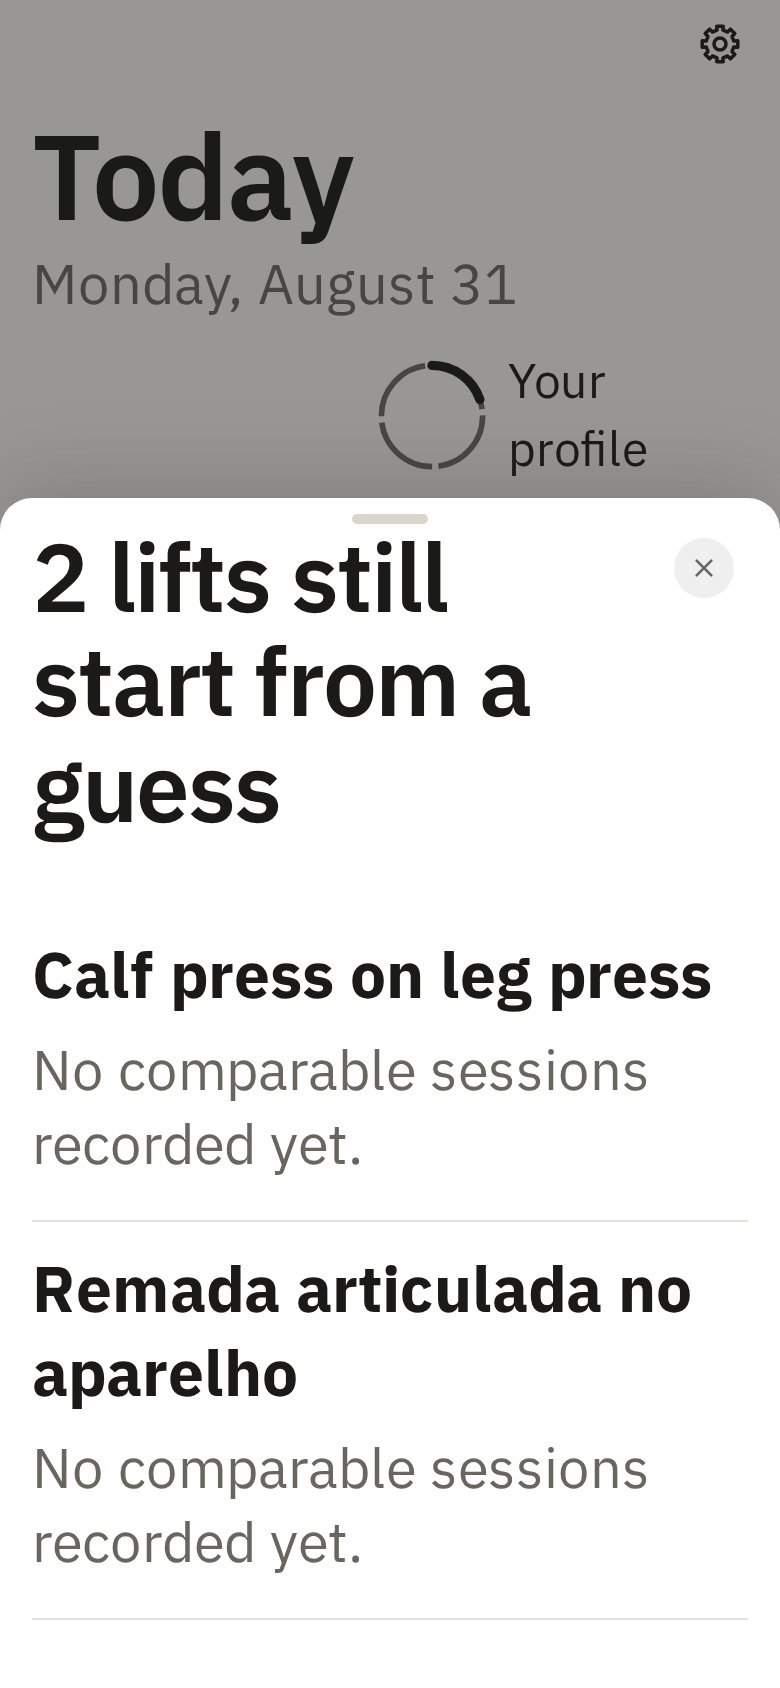 Today
Monday, August 31
Your
profile
2 lifts still
start from a
guess
Calf press on leg press
No comparable sessions
recorded yet.
Remada articulada no
aparelho
No comparable sessions
recorded yet.